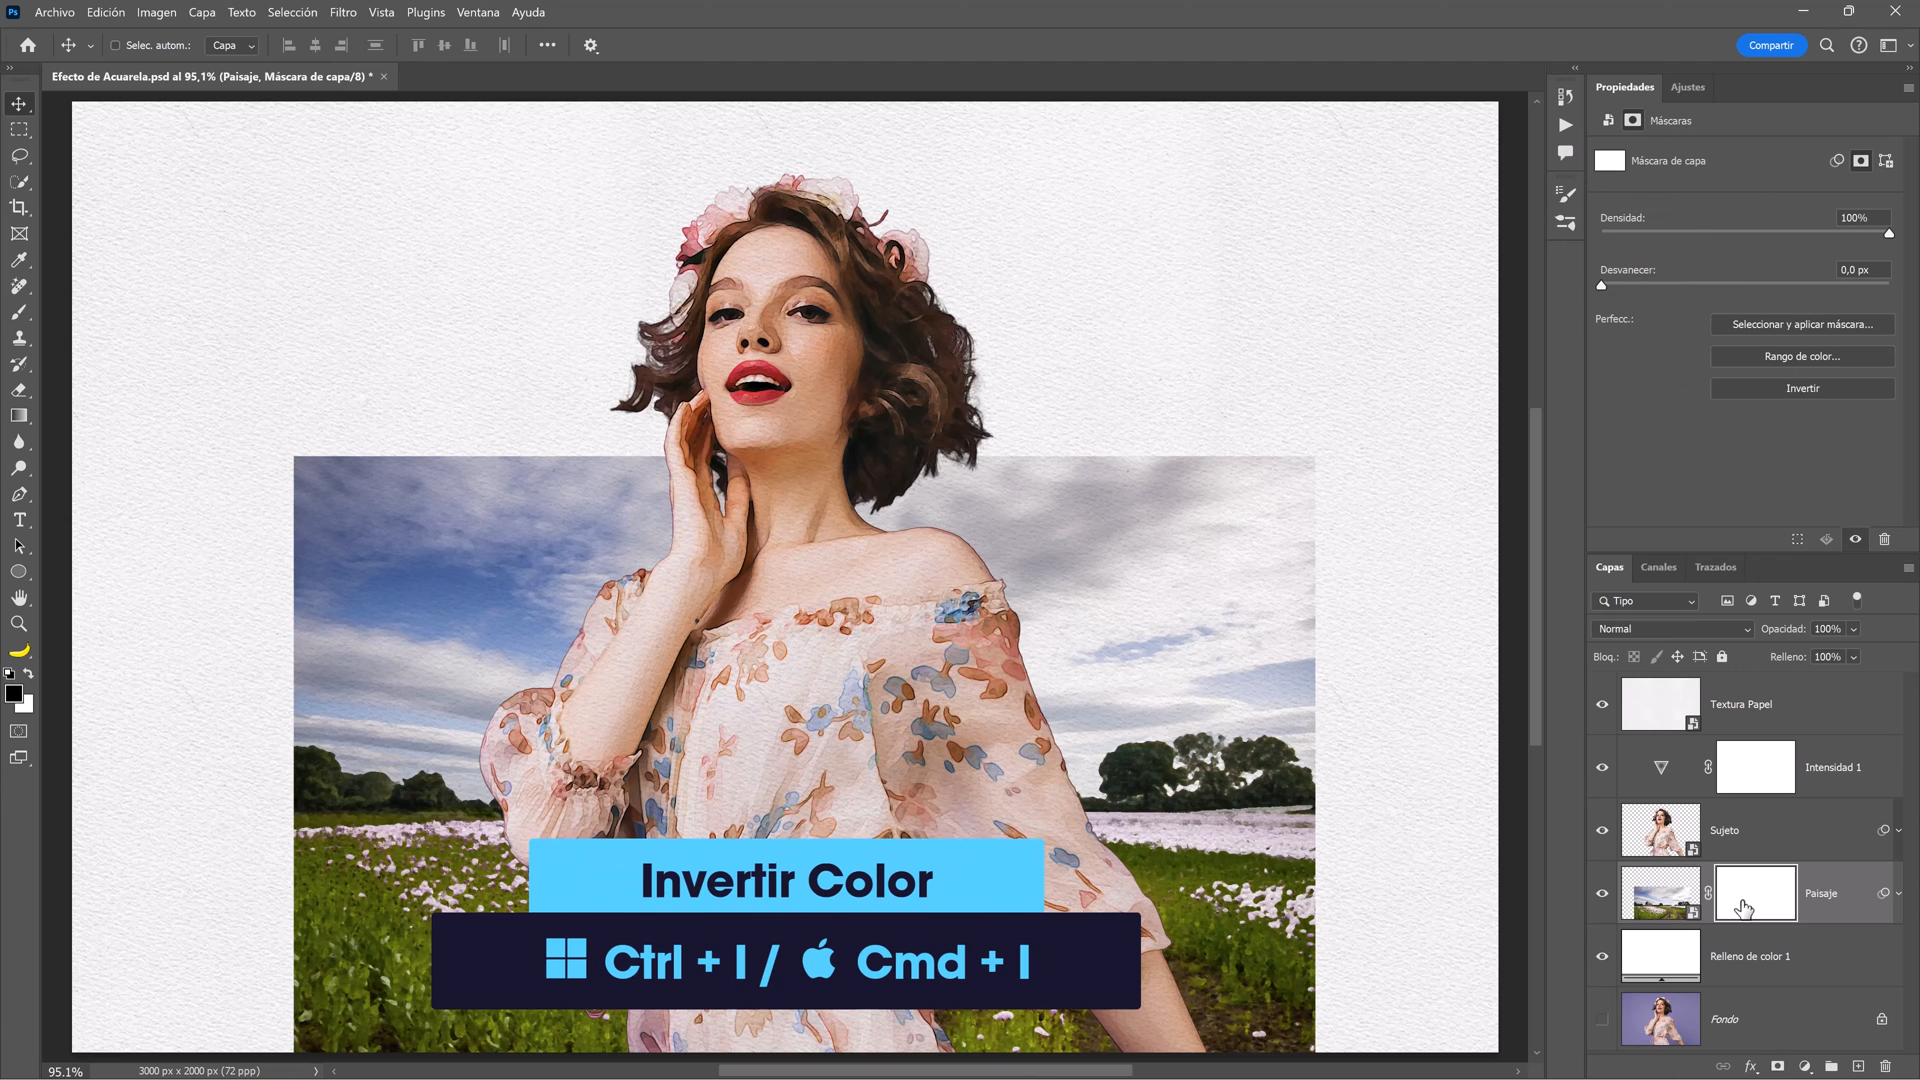 Ps Archivo Edición Imagen Capa Texto Selección Filtro Vista Plugins Ventana Ayuda
Selec. autom.: Capa Compartir
Efecto de Acuarela.psd al 95,1% (Paisaje, Máscara de capa/8) *
Propiedades Ajustes
Máscaras
Máscara de capa
Densidad: 100%
Desvanecer: 0,0 px
Perfecc.: Seleccionar y aplicar máscara...
Rango de color...
Invertir
Capas Canales Trazados
Tipo
Normal Opacidad: 100%
Bloq.: Relleno: 100%
Textura Papel
Intensidad 1
Sujeto
Paisaje
Relleno de color 1
Fondo
fx
Invertir Color
Ctrl + I / Cmd + I
95.1% 3000 px x 2000 px (72 ppp)